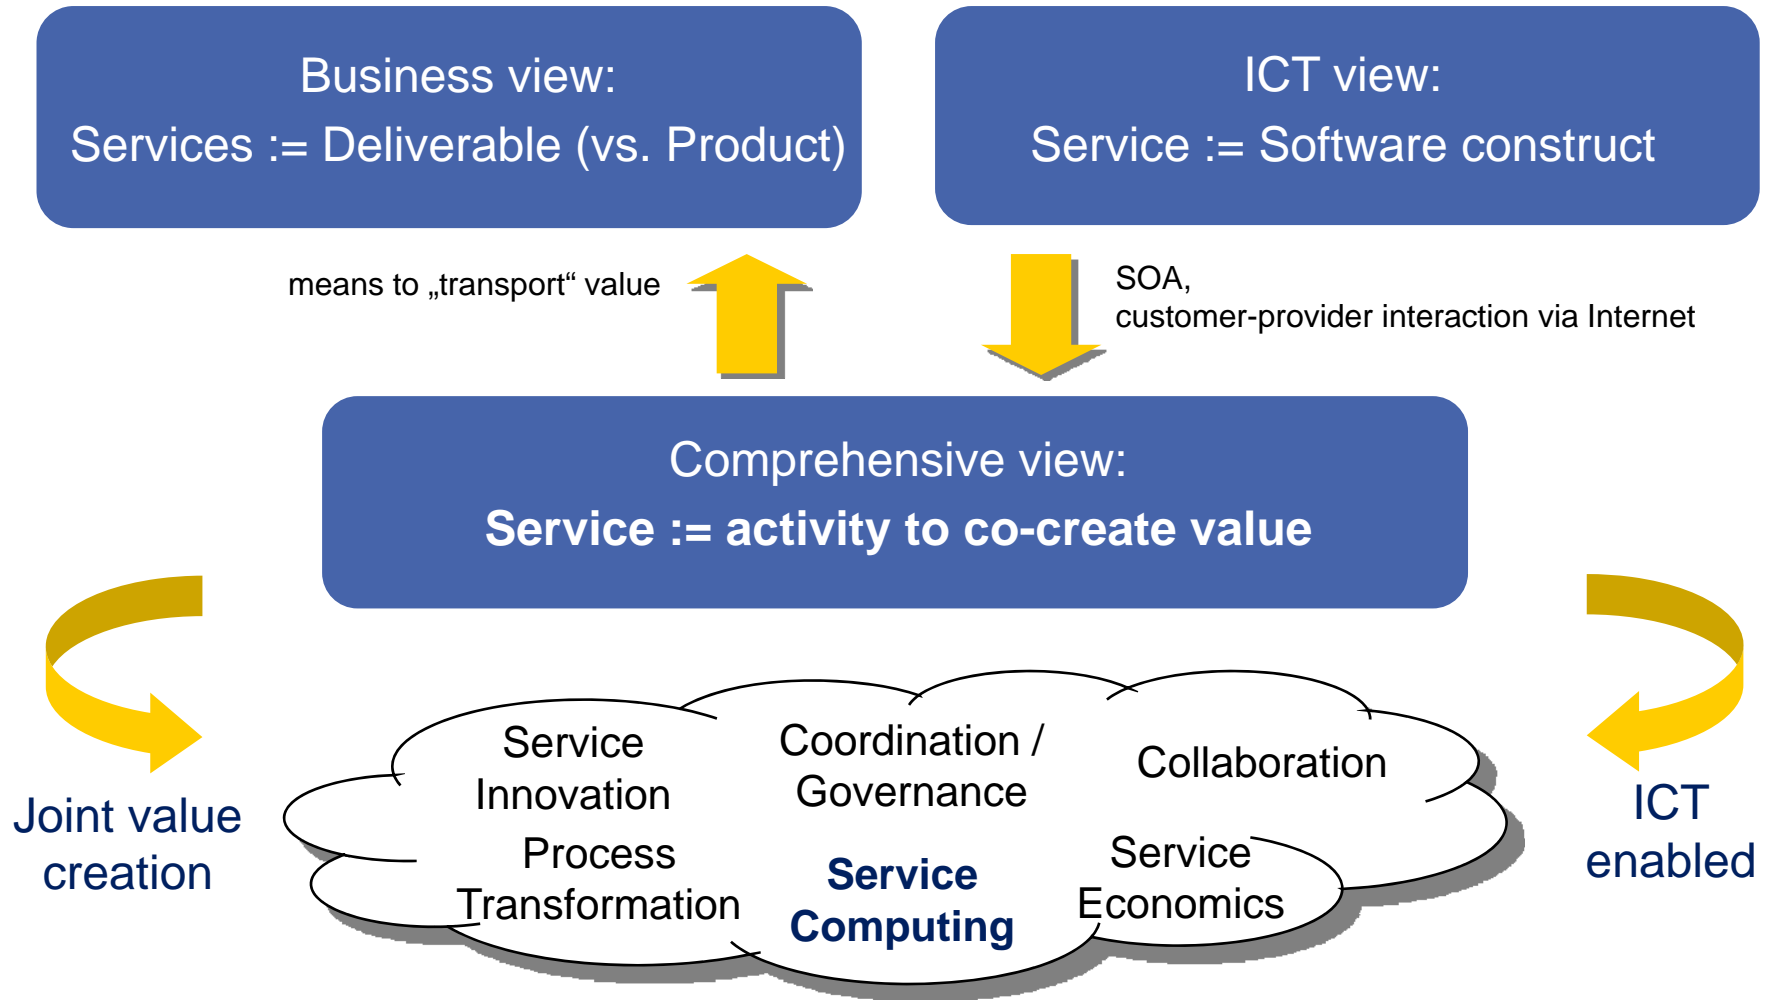 Business view:
Services := Deliverable (vs. Product)
ICT view:
Service := Software construct
means to „transport“ value
SOA,
customer-provider interaction via Internet
Comprehensive view:
Service := activity to co-create value
Joint value
creation
Service
Innovation
Coordination /
Governance
Collaboration
Process
Transformation
Service
Computing
Service
Economics
ICT
enabled